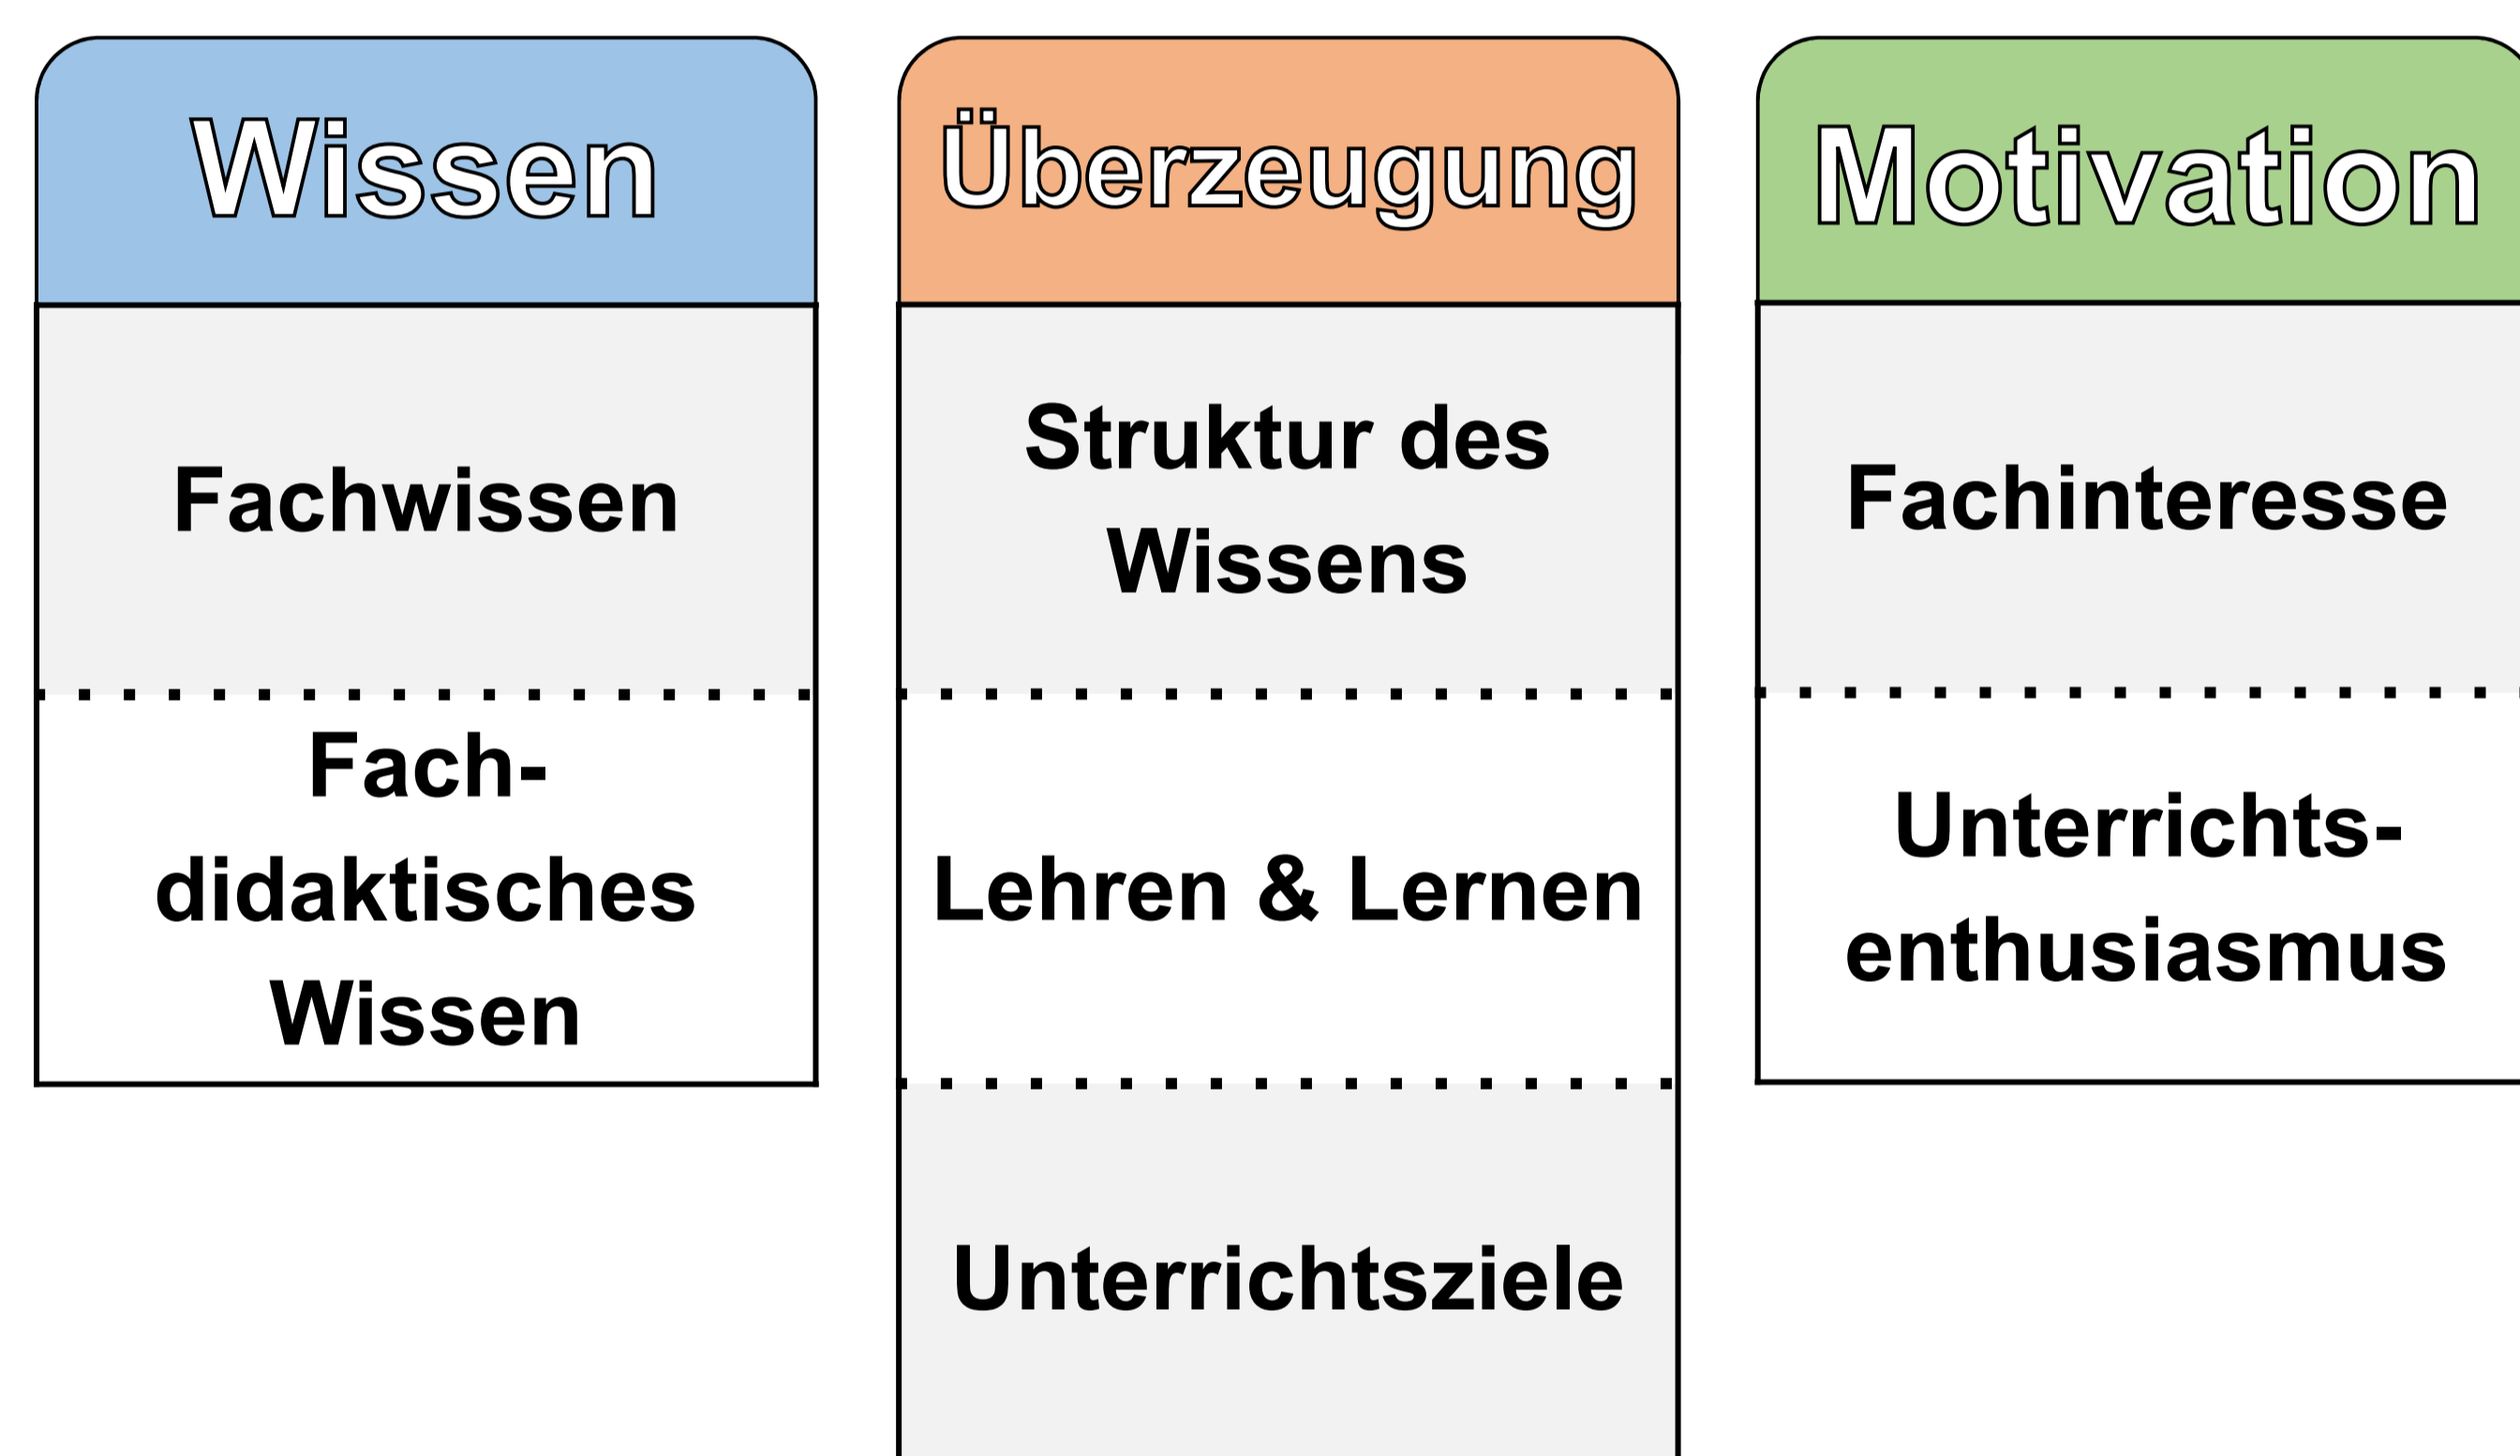 Wissen
Fachwissen
Fach-
didaktisches
Wissen
Überzeugung
Struktur des
Wissens
Lehren & Lernen
Unterrichtsziele
Motivation
Fachinteresse
Unterrichts-
enthusiasmus